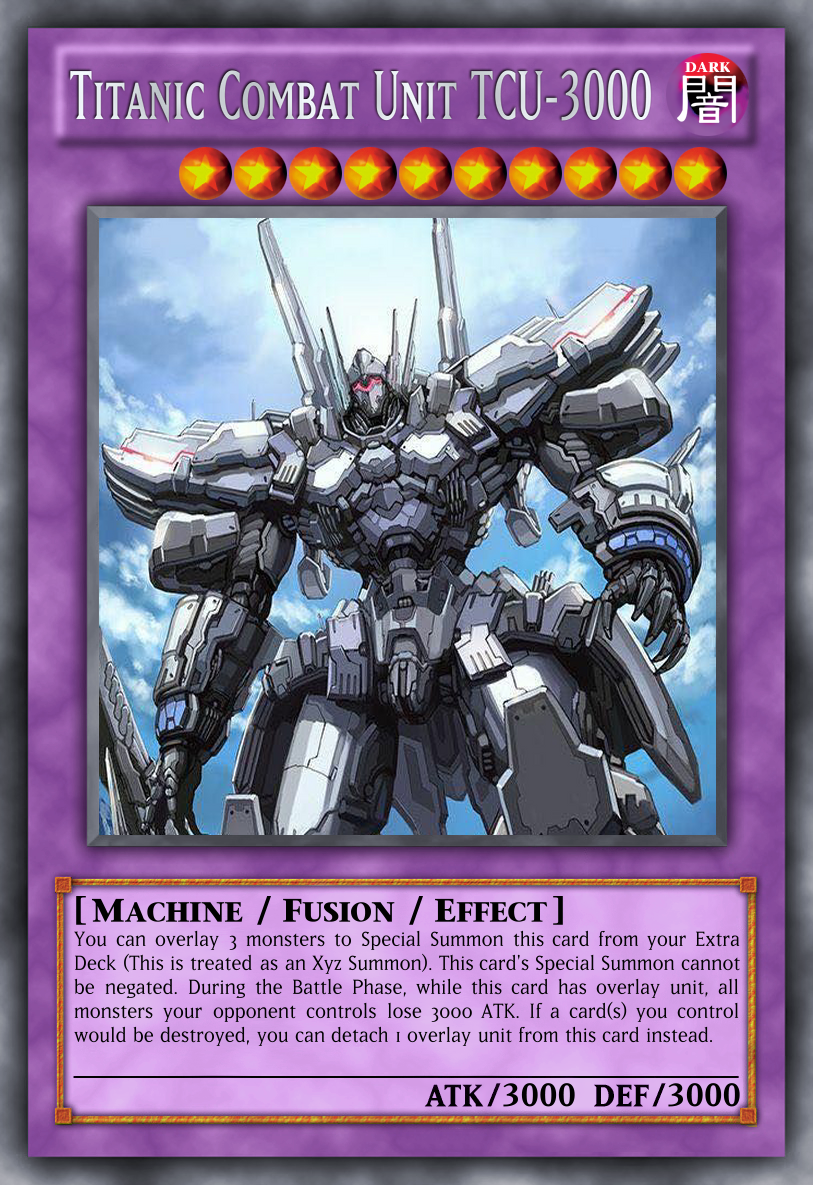 Titanic Combat Unit TCU-3000
DARK
闇
[ Machine / Fusion / Effect ]
You can overlay 3 monsters to Special Summon this card from your Extra
Deck (This is treated as an Xyz Summon). This card's Special Summon cannot
be negated. During the Battle Phase, while this card has overlay unit, all
monsters your opponent controls lose 3000 ATK. If a card(s) you control
would be destroyed, you can detach 1 overlay unit from this card instead.
ATK/3000 DEF/3000